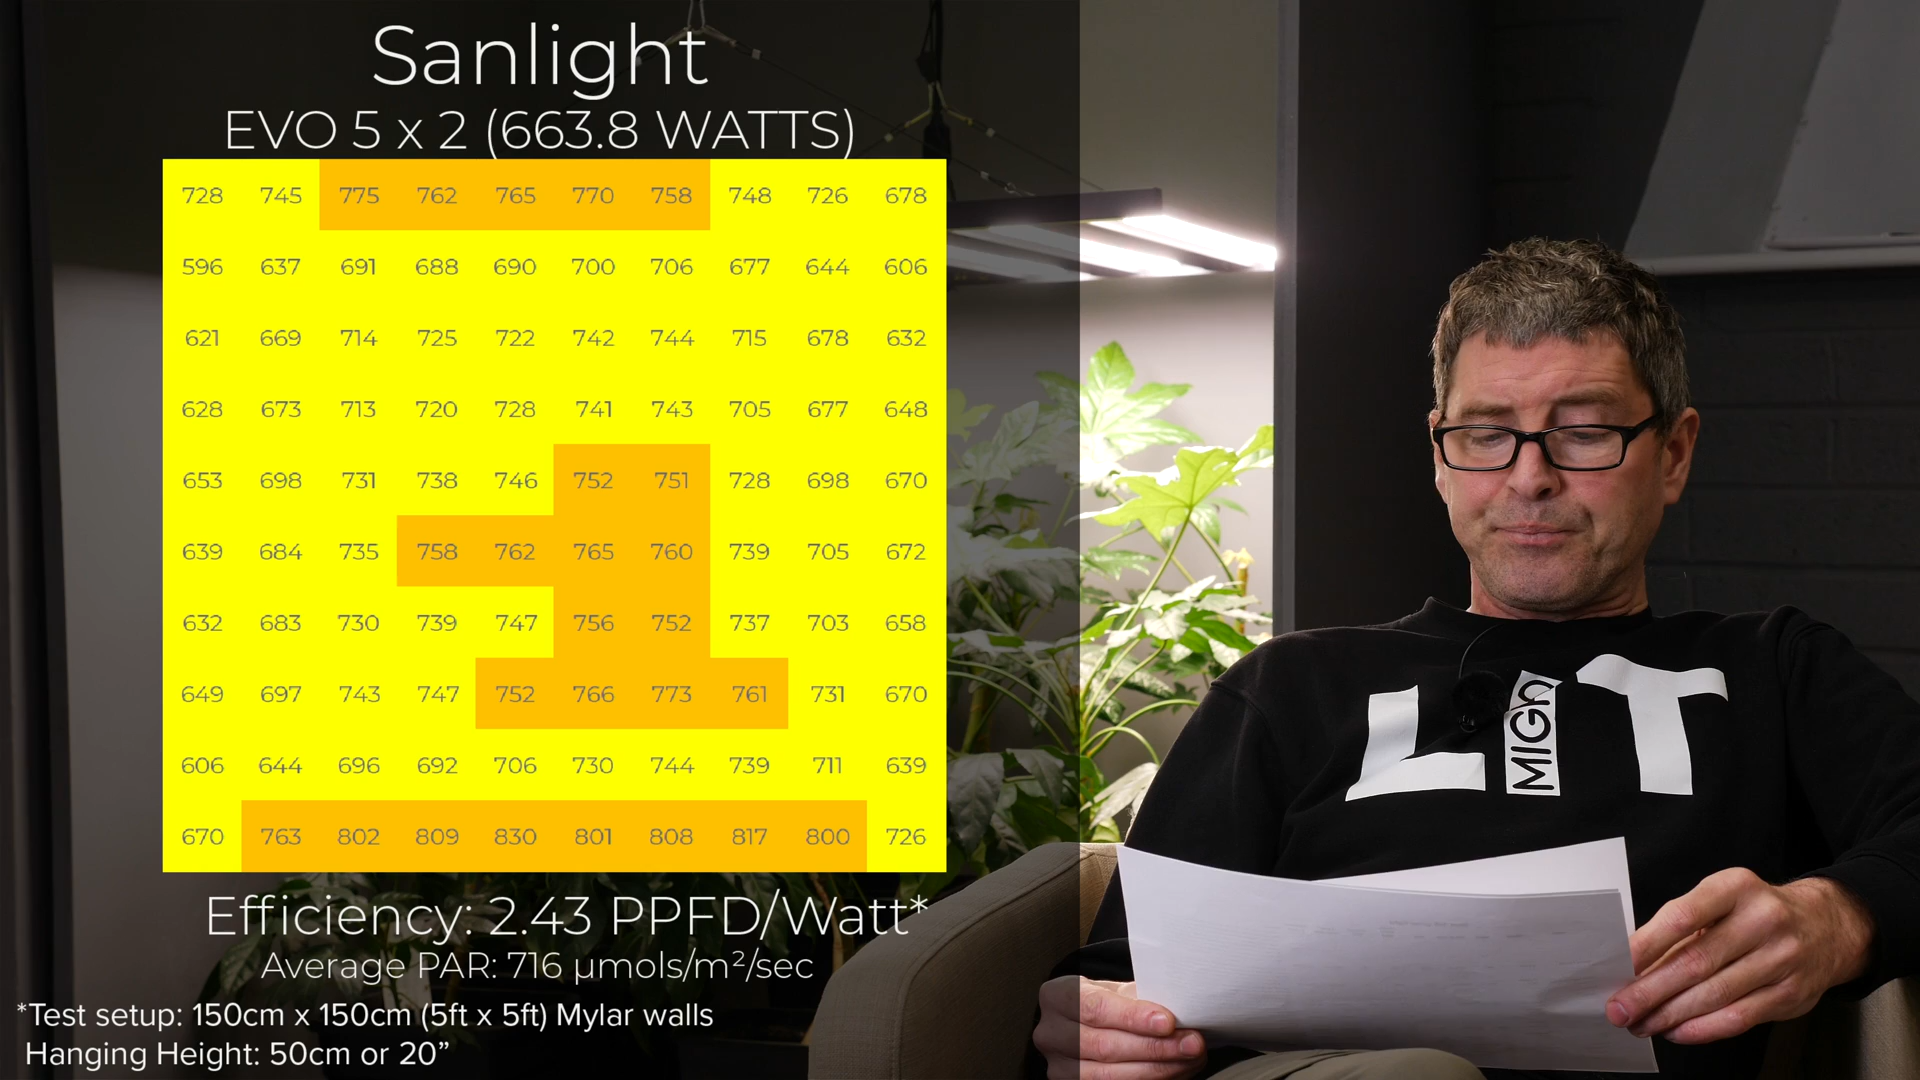 Sanlight
EVO 5 x 2 (663.8 WATTS)
728 745 775 762 765 770 758 748 726 678
596 637 691 688 690 700 706 677 644 606
621 669 714 725 722 742 744 715 678 632
628 673 713 720 728 741 743 705 677 648
653 698 731 738 746 752 751 728 698 670
639 684 735 758 762 765 760 739 705 672
632 683 730 739 747 756 752 737 703 658
649 697 743 747 752 766 773 761 731 670
606 644 696 692 706 730 744 739 711 639
670 763 802 809 830 801 808 817 800 726
Efficiency: 2.43 PPFD/Watt*
Average PAR: 716 µmols/m²/sec
*Test setup: 150cm x 150cm (5ft x 5ft) Mylar walls
Hanging Height: 50cm or 20”
LIT
MIGRO